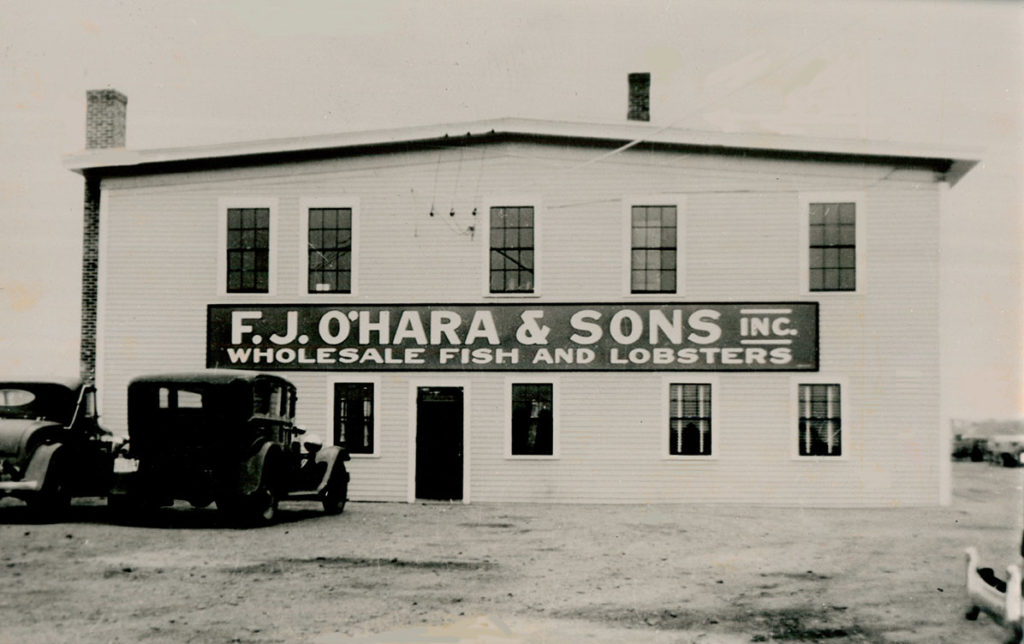 F. J. O'HARA & SONS INC.
WHOLESALE FISH AND LOBSTERS